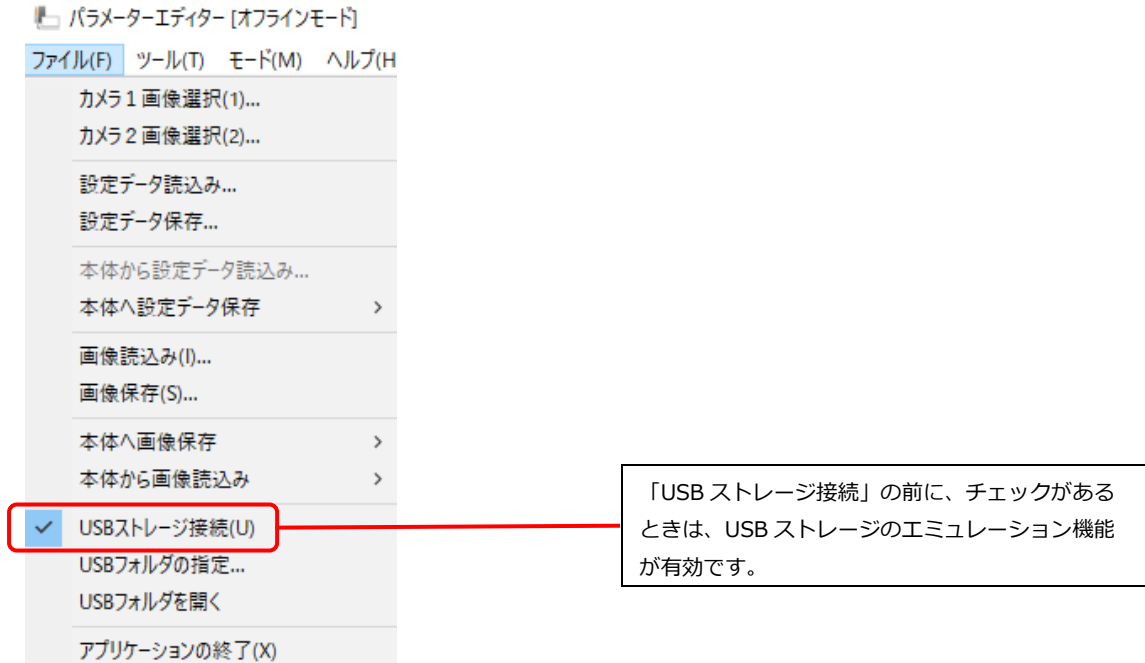 パラメーターエディター [オフラインモード]
ファイル(F) ツール(T) モード(M) ヘルプ(H
カメラ1画像選択(1)...
カメラ2画像選択(2)...
設定データ読込み...
設定データ保存...
本体から設定データ読込み...
本体へ設定データ保存 >
画像読込み(I)...
画像保存(S)...
本体へ画像保存 >
本体から画像読込み >
✓ USBストレージ接続(U)
USBフォルダの指定...
USBフォルダを開く
アプリケーションの終了(X)
「USB ストレージ接続」の前に、チェックがある
ときは、USB ストレージのエミュレーション機能
が有効です。